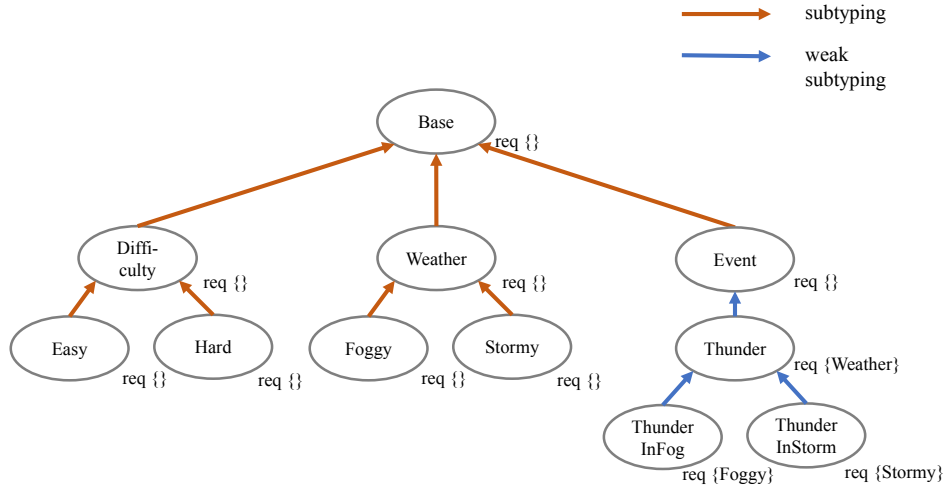 subtyping
weak
subtyping
Base
req {}
Diffi-
culty
req {}
Weather
req {}
Event
req {}
Easy
req {}
Hard
req {}
Foggy
req {}
Stormy
req {}
Thunder
req {Weather}
Thunder
InFog
req {Foggy}
Thunder
InStorm
req {Stormy}